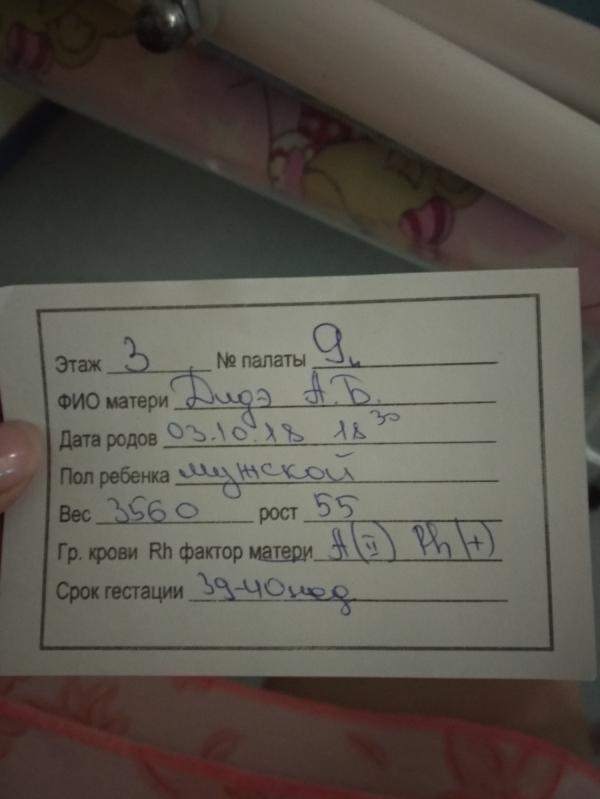 Этаж 3 № палаты 9и
ФИО матери Дидэ А.Б.
Дата родов 03.10.18 18 30
Пол ребенка мужской
Вес 3560 рост 55
Гр. крови Rh фактор матери A(II) Rh(+)
Срок гестации 39-40 нед